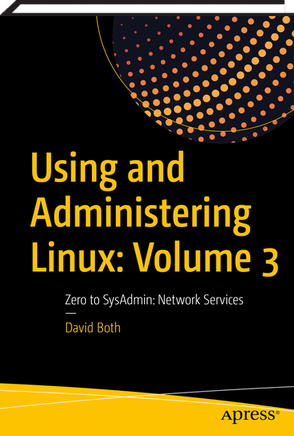 Using and
Administering
Linux: Volume 3
Zero to SysAdmin: Network Services
—
David Both
Apress®